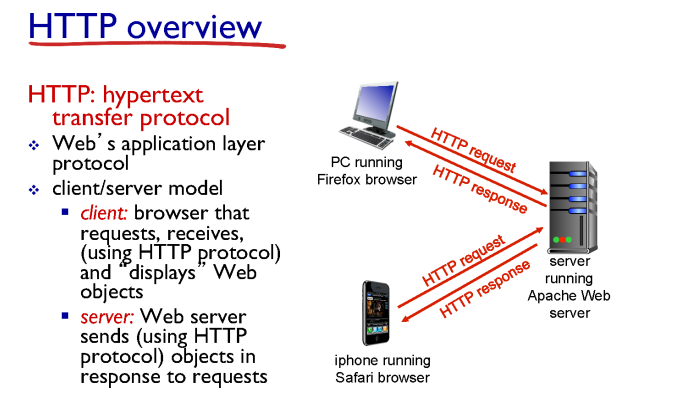 HTTP overview
HTTP: hypertext
transfer protocol
Web’s application layer
protocol
client/server model
client: browser that
requests, receives,
(using HTTP protocol)
and “displays” Web
objects
server: Web server
sends (using HTTP
protocol) objects in
response to requests
PC running
Firefox browser
HTTP request
HTTP response
server
running
Apache Web
server
HTTP request
HTTP response
iphone running
Safari browser